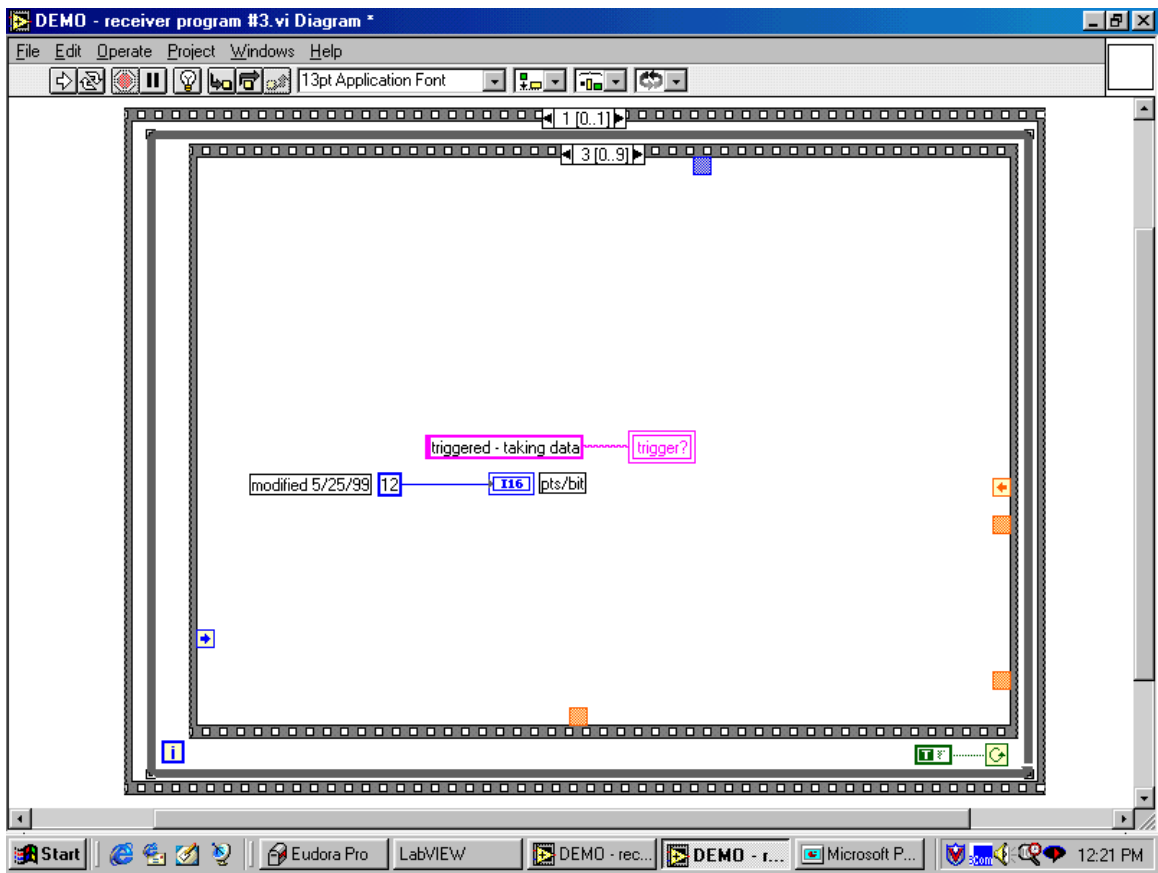 DEMO - receiver program #3.vi Diagram *
File Edit Operate Project Windows Help
13pt Application Font
1 [0..1]
3 [0..9]
triggered - taking data trigger?
modified 5/25/99 12 I16 pts/bit
i T
Start Eudora Pro LabVIEW DEMO - rec... DEMO - r... Microsoft P... .com 12:21 PM